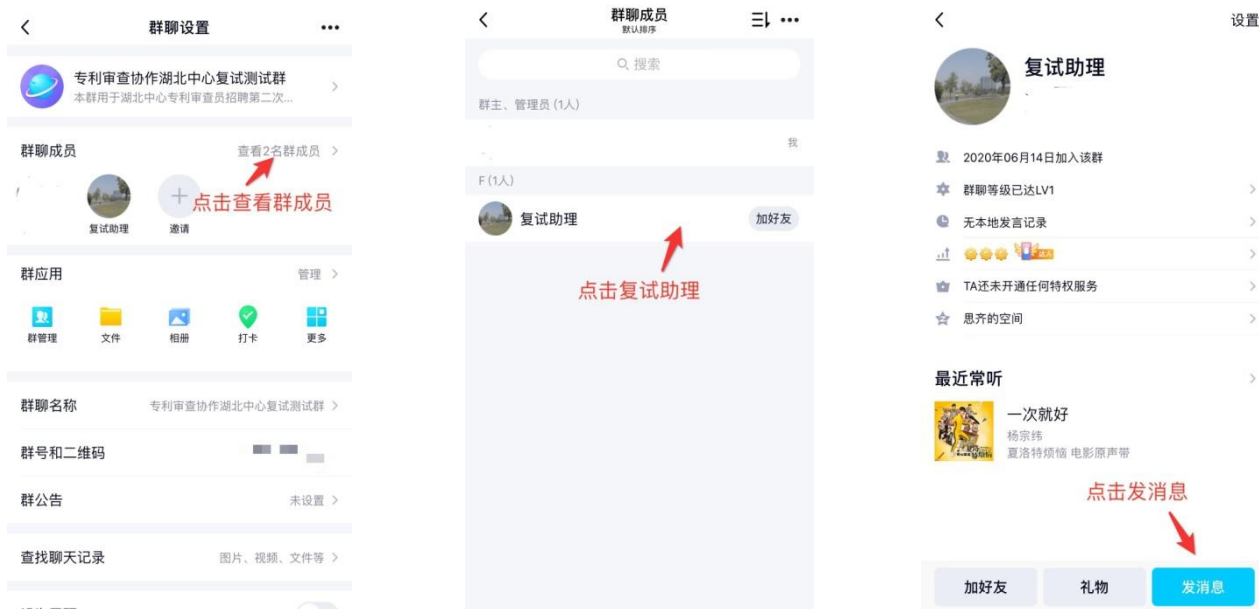 群聊设置
专利审查协作湖北中心复试测试群
本群用于湖北中心专利审查员招聘第二次...
群聊成员
查看2名群成员
点击查看群成员
复试助理
邀请
群应用
管理
群管理
文件
相册
打卡
更多
群聊名称
专利审查协作湖北中心复试测试群
群号和二维码
群公告
未设置
查找聊天记录
图片、视频、文件等
群聊成员
默认排序
搜索
群主、管理员 (1人)
我
F (1人)
复试助理
加好友
点击复试助理
设置
复试助理
2020年06月14日加入该群
群聊等级已达LV1
无本地发言记录
达人
TA还未开通任何特权服务
思齐的空间
最近常听
一次就好
杨宗纬
夏洛特烦恼 电影原声带
点击发消息
加好友
礼物
发消息